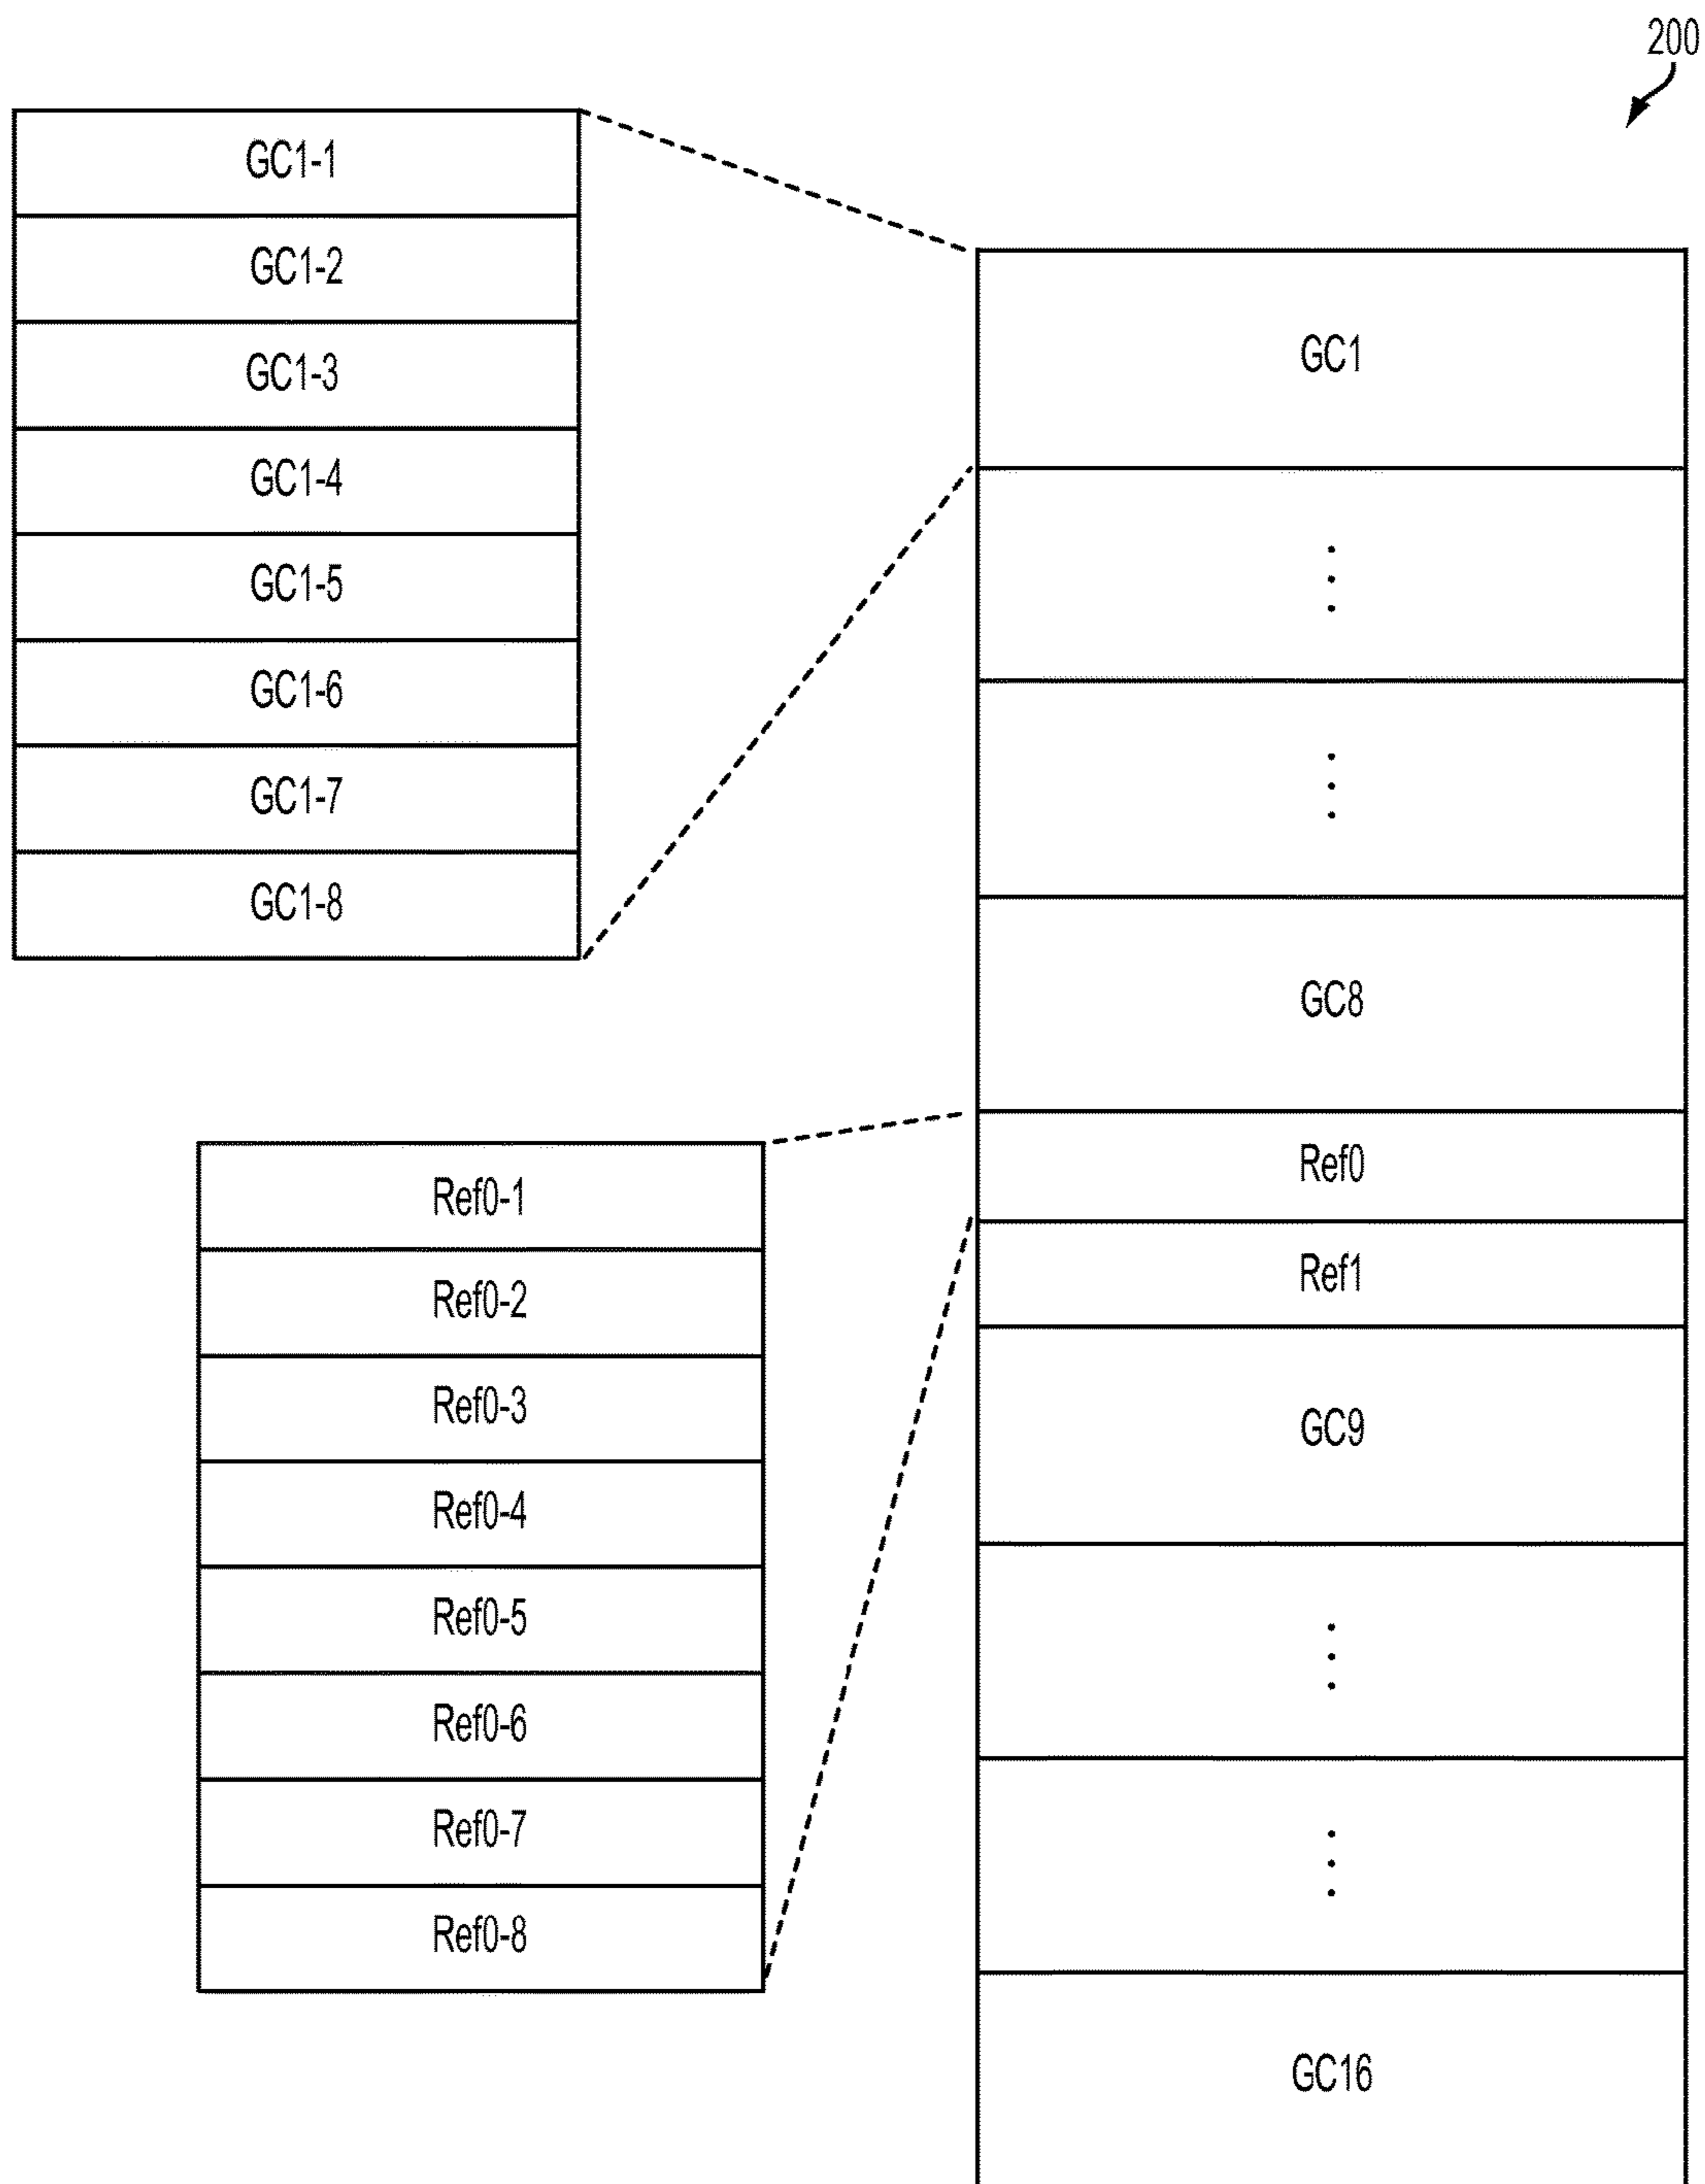 200
GC1-1
GC1-2
GC1-3
GC1-4
GC1-5
GC1-6
GC1-7
GC1-8
Ref0-1
Ref0-2
Ref0-3
Ref0-4
Ref0-5
Ref0-6
Ref0-7
Ref0-8
GC1
GC8
Ref0
Ref1
GC9
GC16